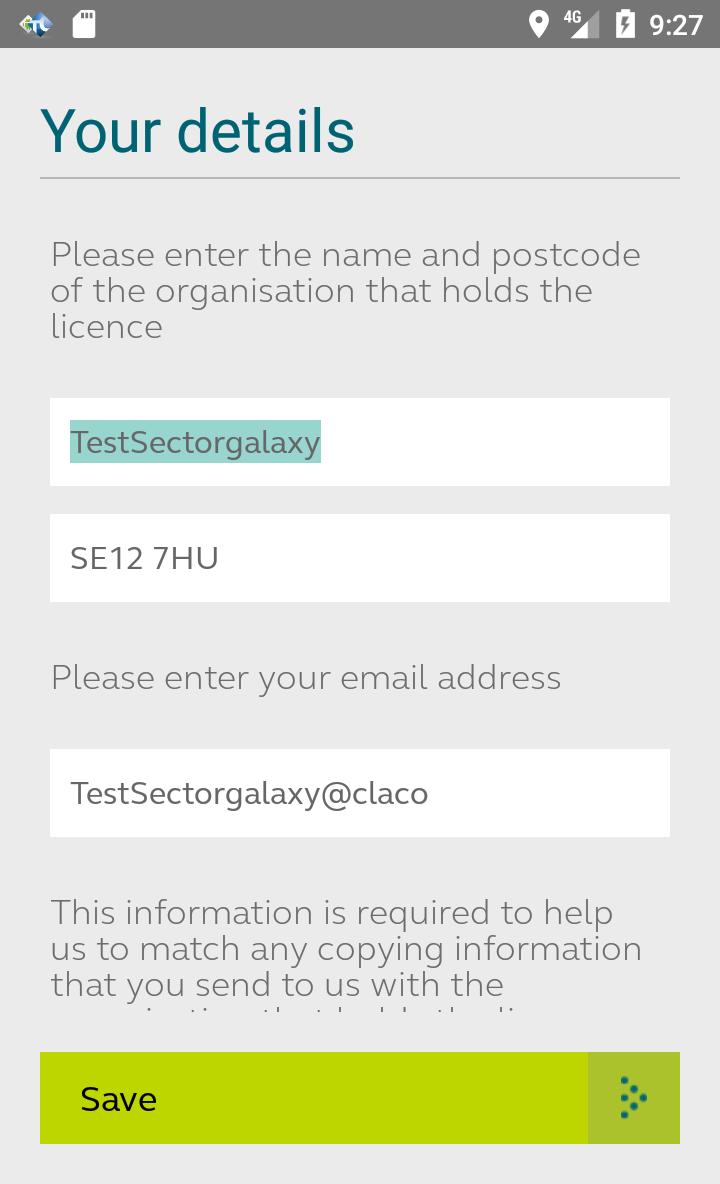 4G
9:27
Your details
Please enter the name and postcode
of the organisation that holds the
licence
TestSectorgalaxy
SE12 7HU
Please enter your email address
TestSectorgalaxy@claco
This information is required to help
us to match any copying information
that you send to us with the
Save